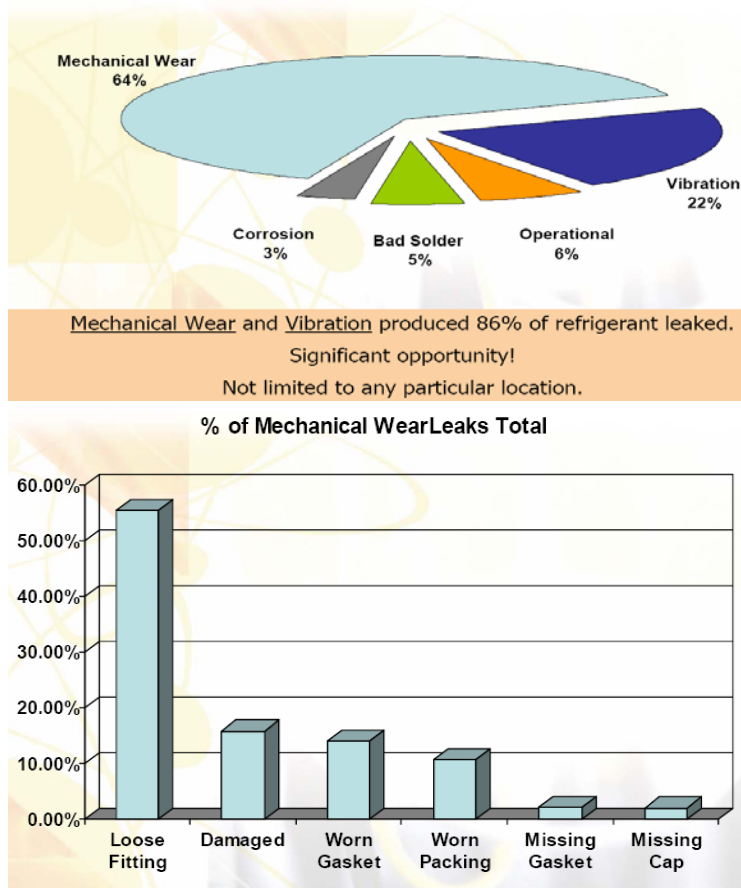 Mechanical Wear
64%
Vibration
22%
Corrosion
3%
Bad Solder
5%
Operational
6%
Mechanical Wear and Vibration produced 86% of refrigerant leaked.
Significant opportunity!
Not limited to any particular location.
% of Mechanical WearLeaks Total
60.00%
50.00%
40.00%
30.00%
20.00%
10.00%
0.00%
Loose
Fitting
Damaged
Worn
Gasket
Worn
Packing
Missing
Gasket
Missing
Cap